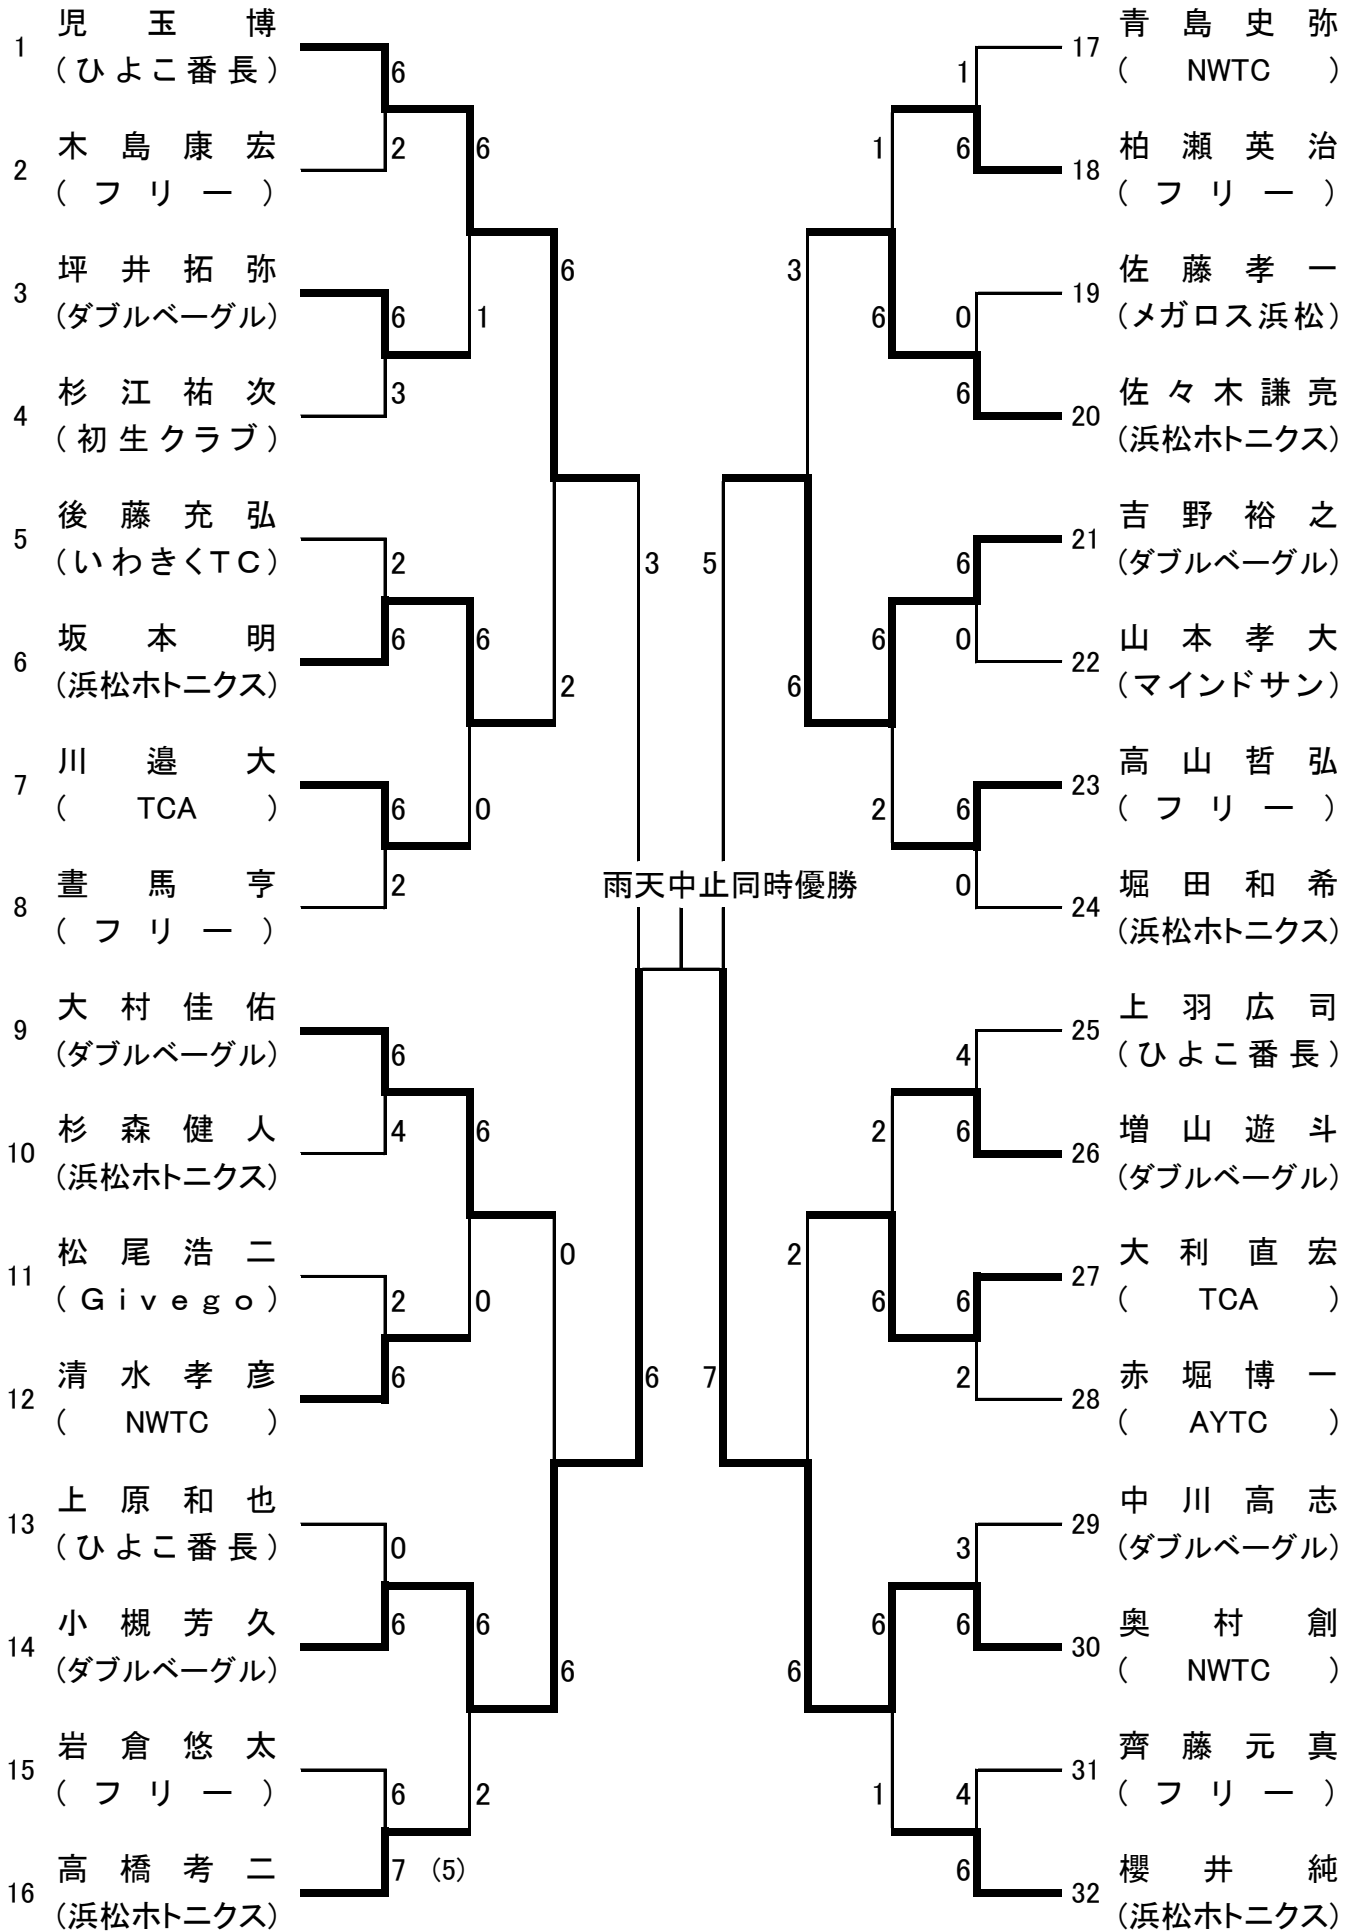 1 児玉博
(ひよこ番長)
6
2 木島康宏
(フリー)
2
6
3 坪井拓弥
(ダブルベーグル)
6
1
6
4 杉江祐次
(初生クラブ)
3
5 後藤充弘
(いわきくTC)
2
3
6 坂本明
(浜松ホトニクス)
6
6
2
7 川邉大
(TCA)
6
0
8 晝馬亨
(フリー)
2
雨天中止同時優勝
9 大村佳佑
(ダブルベーグル)
6
10 杉森健人
(浜松ホトニクス)
4
6
11 松尾浩二
(Givego)
2
0
0
12 清水孝彦
(NWTC)
6
6
13 上原和也
(ひよこ番長)
0
14 小槻芳久
(ダブルベーグル)
6
6
6
15 岩倉悠太
(フリー)
6
2
16 高橋考二
(浜松ホトニクス)
7 (5)
17 青島史弥
(NWTC)
1
18 柏瀬英治
(フリー)
6
1
19 佐藤孝一
(メガロス浜松)
0
6
3
20 佐々木謙亮
(浜松ホトニクス)
6
21 吉野裕之
(ダブルベーグル)
6
5
22 山本孝大
(マインドサン)
0
6
6
23 高山哲弘
(フリー)
6
2
24 堀田和希
(浜松ホトニクス)
0
25 上羽広司
(ひよこ番長)
4
26 増山遊斗
(ダブルベーグル)
6
2
27 大利直宏
(TCA)
6
6
2
28 赤堀博一
(AYTC)
2
7
29 中川高志
(ダブルベーグル)
3
30 奥村創
(NWTC)
6
6
6
31 齊藤元真
(フリー)
4
1
32 櫻井純
(浜松ホトニクス)
6